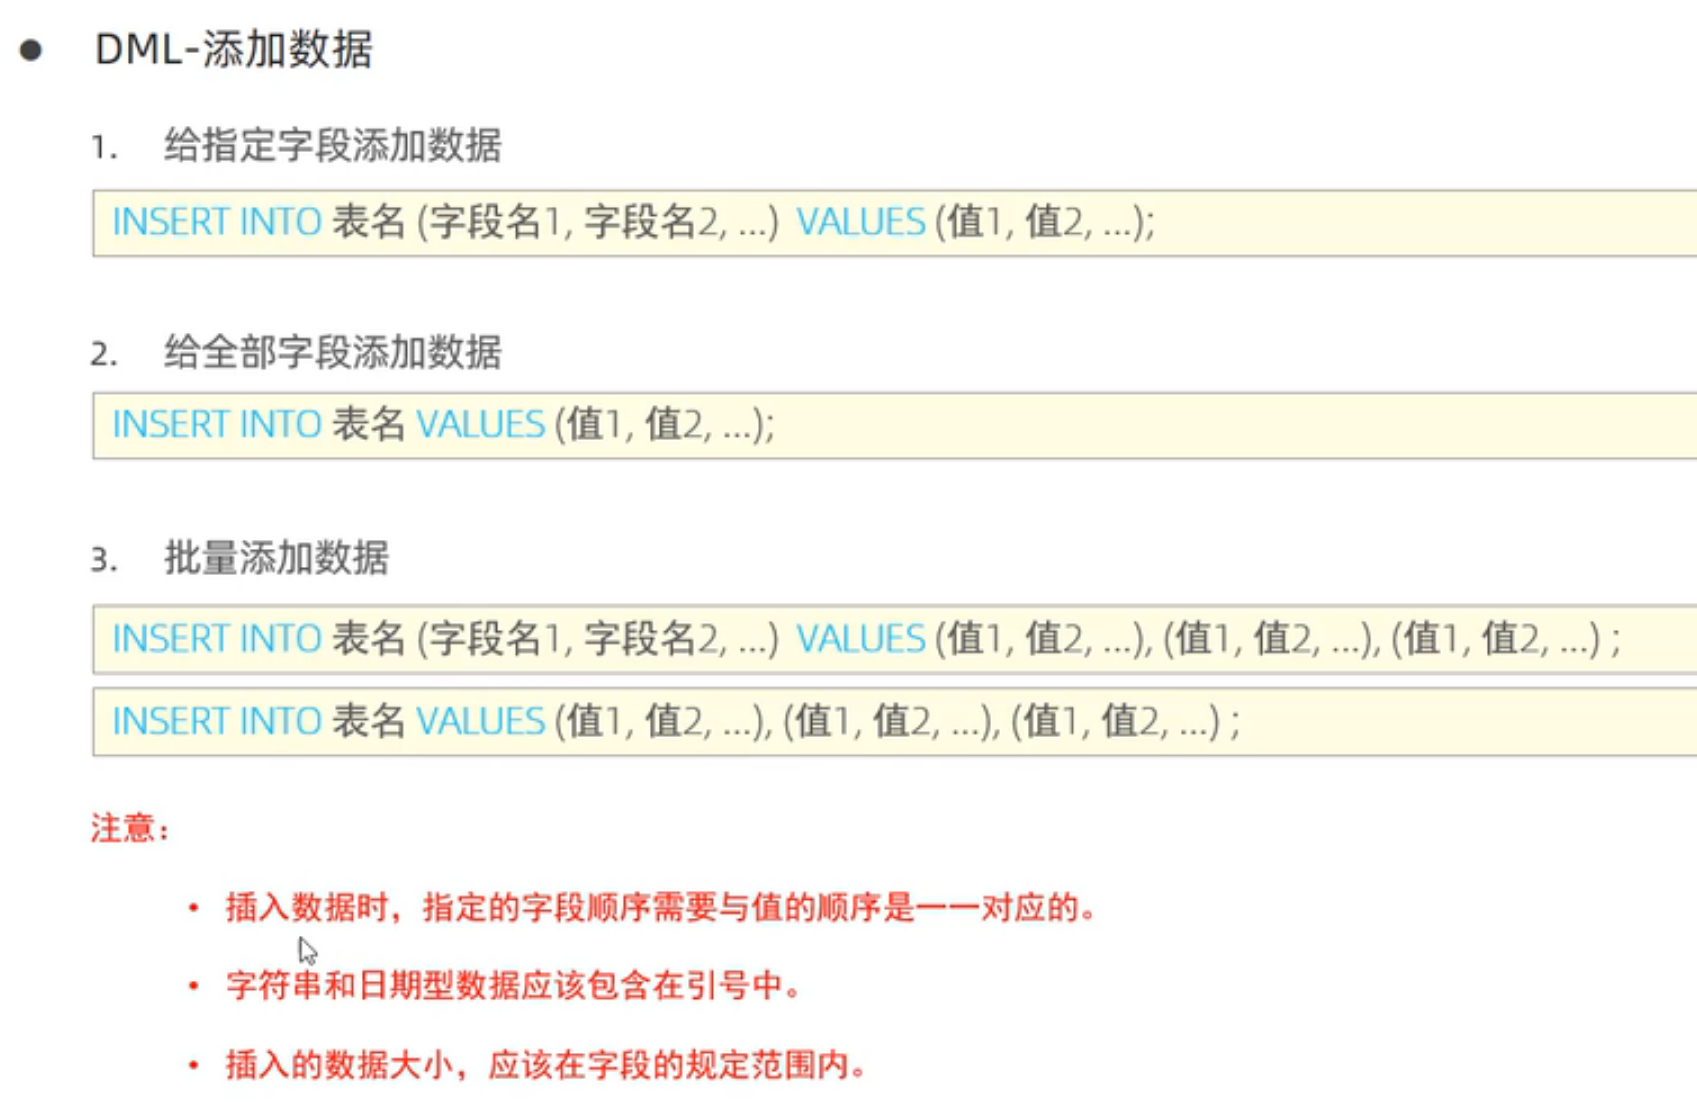 ● DML-添加数据
1. 给指定字段添加数据
INSERT INTO 表名 (字段名1, 字段名2, ...) VALUES (值1, 值2, ...);
2. 给全部字段添加数据
INSERT INTO 表名 VALUES (值1, 值2, ...);
3. 批量添加数据
INSERT INTO 表名 (字段名1, 字段名2, ...) VALUES (值1, 值2, ...), (值1, 值2, ...), (值1, 值2, ...) ;
INSERT INTO 表名 VALUES (值1, 值2, ...), (值1, 值2, ...), (值1, 值2, ...) ;
注意：
• 插入数据时，指定的字段顺序需要与值的顺序是一一对应的。
• 字符串和日期型数据应该包含在引号中。
• 插入的数据大小，应该在字段的规定范围内。